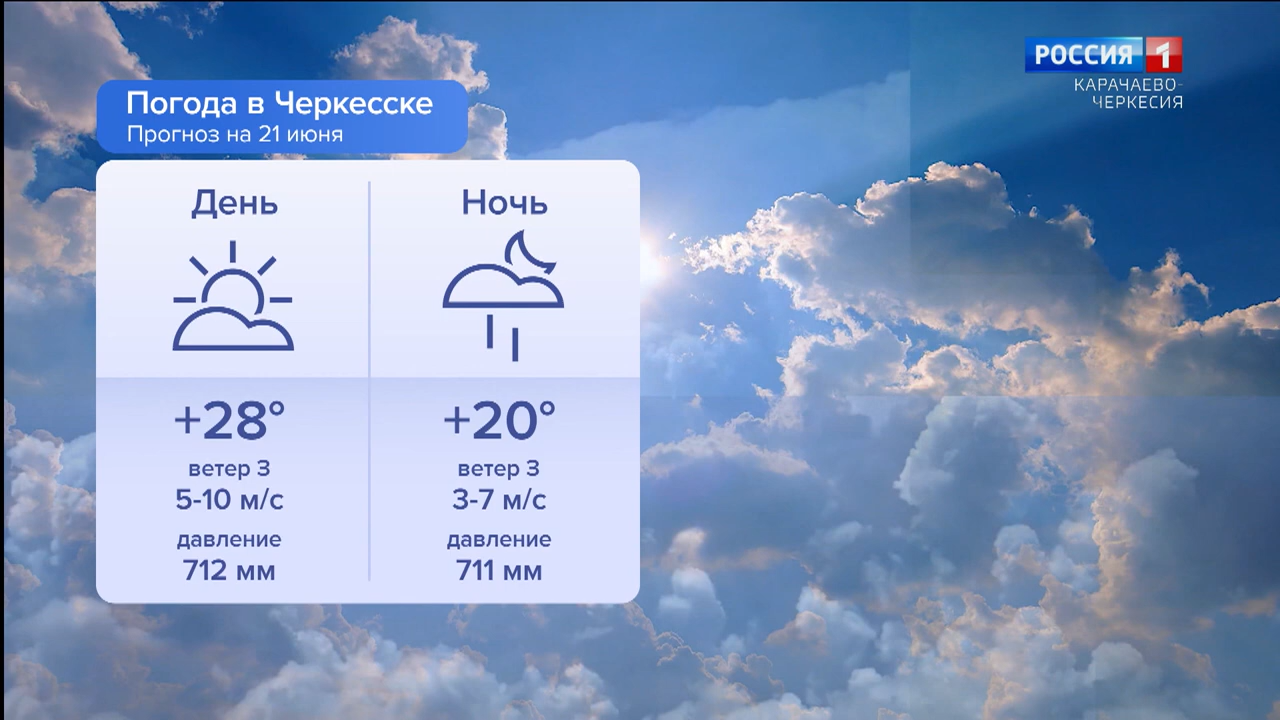 РОССИЯ 1
КАРАЧАЕВО-
ЧЕРКЕСИЯ
Погода в Черкесске
Прогноз на 21 июня
День
+28°
ветер З
5-10 м/с
давление
712 мм
Ночь
+20°
ветер З
3-7 м/с
давление
711 мм